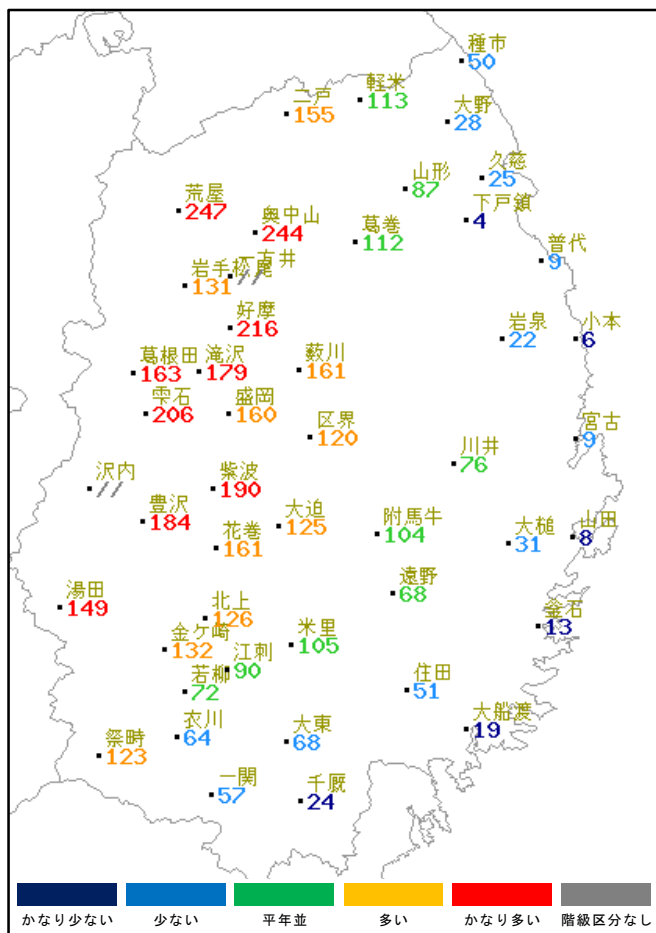 種市
50
軽米
113
二戸
155
大野
28
山形
87
久慈
25
荒屋
247
下戸鎖
4
奥中山
244
葛巻
112
普代
9
一方井
//
岩手松尾
131
好摩
216
岩泉
22
小本
6
葛根田
163
滝沢
179
薮川
161
雫石
206
盛岡
160
区界
120
宮古
9
川井
76
沢内
//
紫波
190
豊沢
184
大迫
125
附馬牛
104
大槌
31
山田
8
花巻
161
遠野
68
湯田
149
北上
126
釜石
13
金ケ崎
132
米里
105
江刺
90
若柳
72
住田
51
衣川
64
大東
68
大船渡
19
祭畤
123
一関
57
千厩
24
かなり少ない
少ない
平年並
多い
かなり多い
階級区分なし